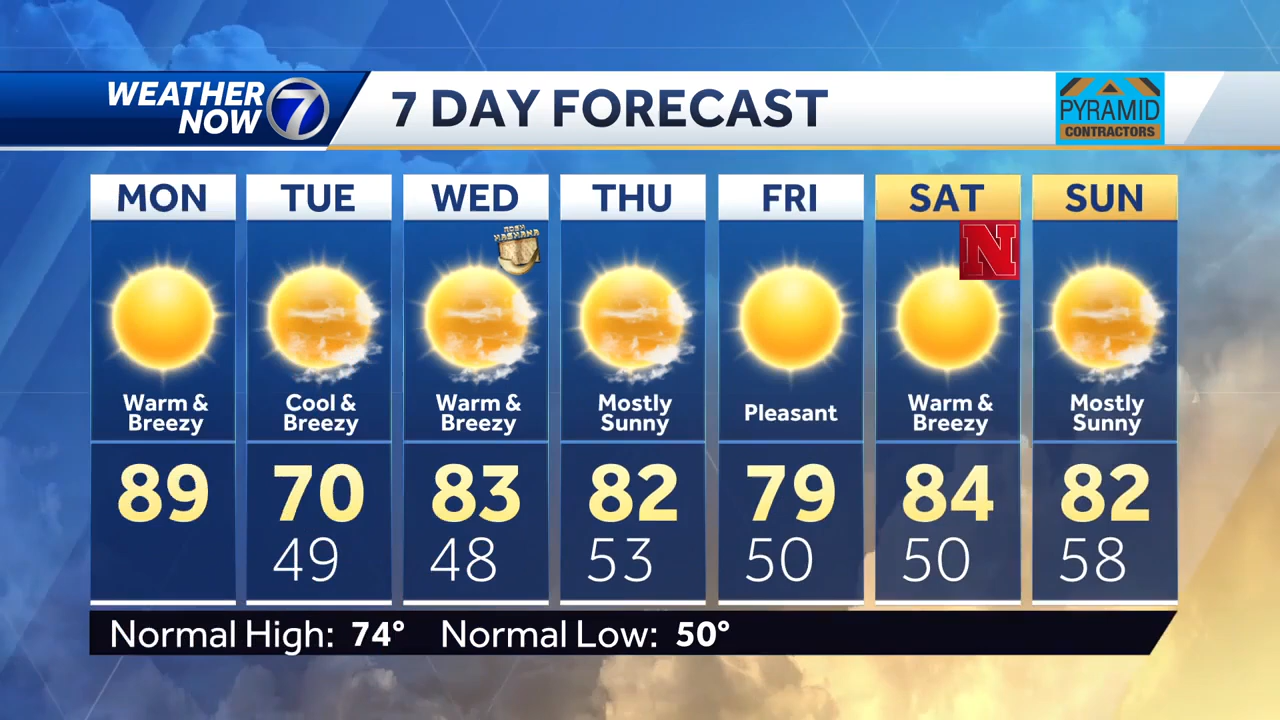 WEATHER
NOW 7
7 DAY FORECAST
PYRAMID
CONTRACTORS
MON TUE WED THU FRI SAT SUN
ROSH
HASHANA
N
Warm &
Breezy
Cool &
Breezy
Warm &
Breezy
Mostly
Sunny
Pleasant
Warm &
Breezy
Mostly
Sunny
89 70 83 82 79 84 82
49 48 53 50 50 58
Normal High: 74° Normal Low: 50°